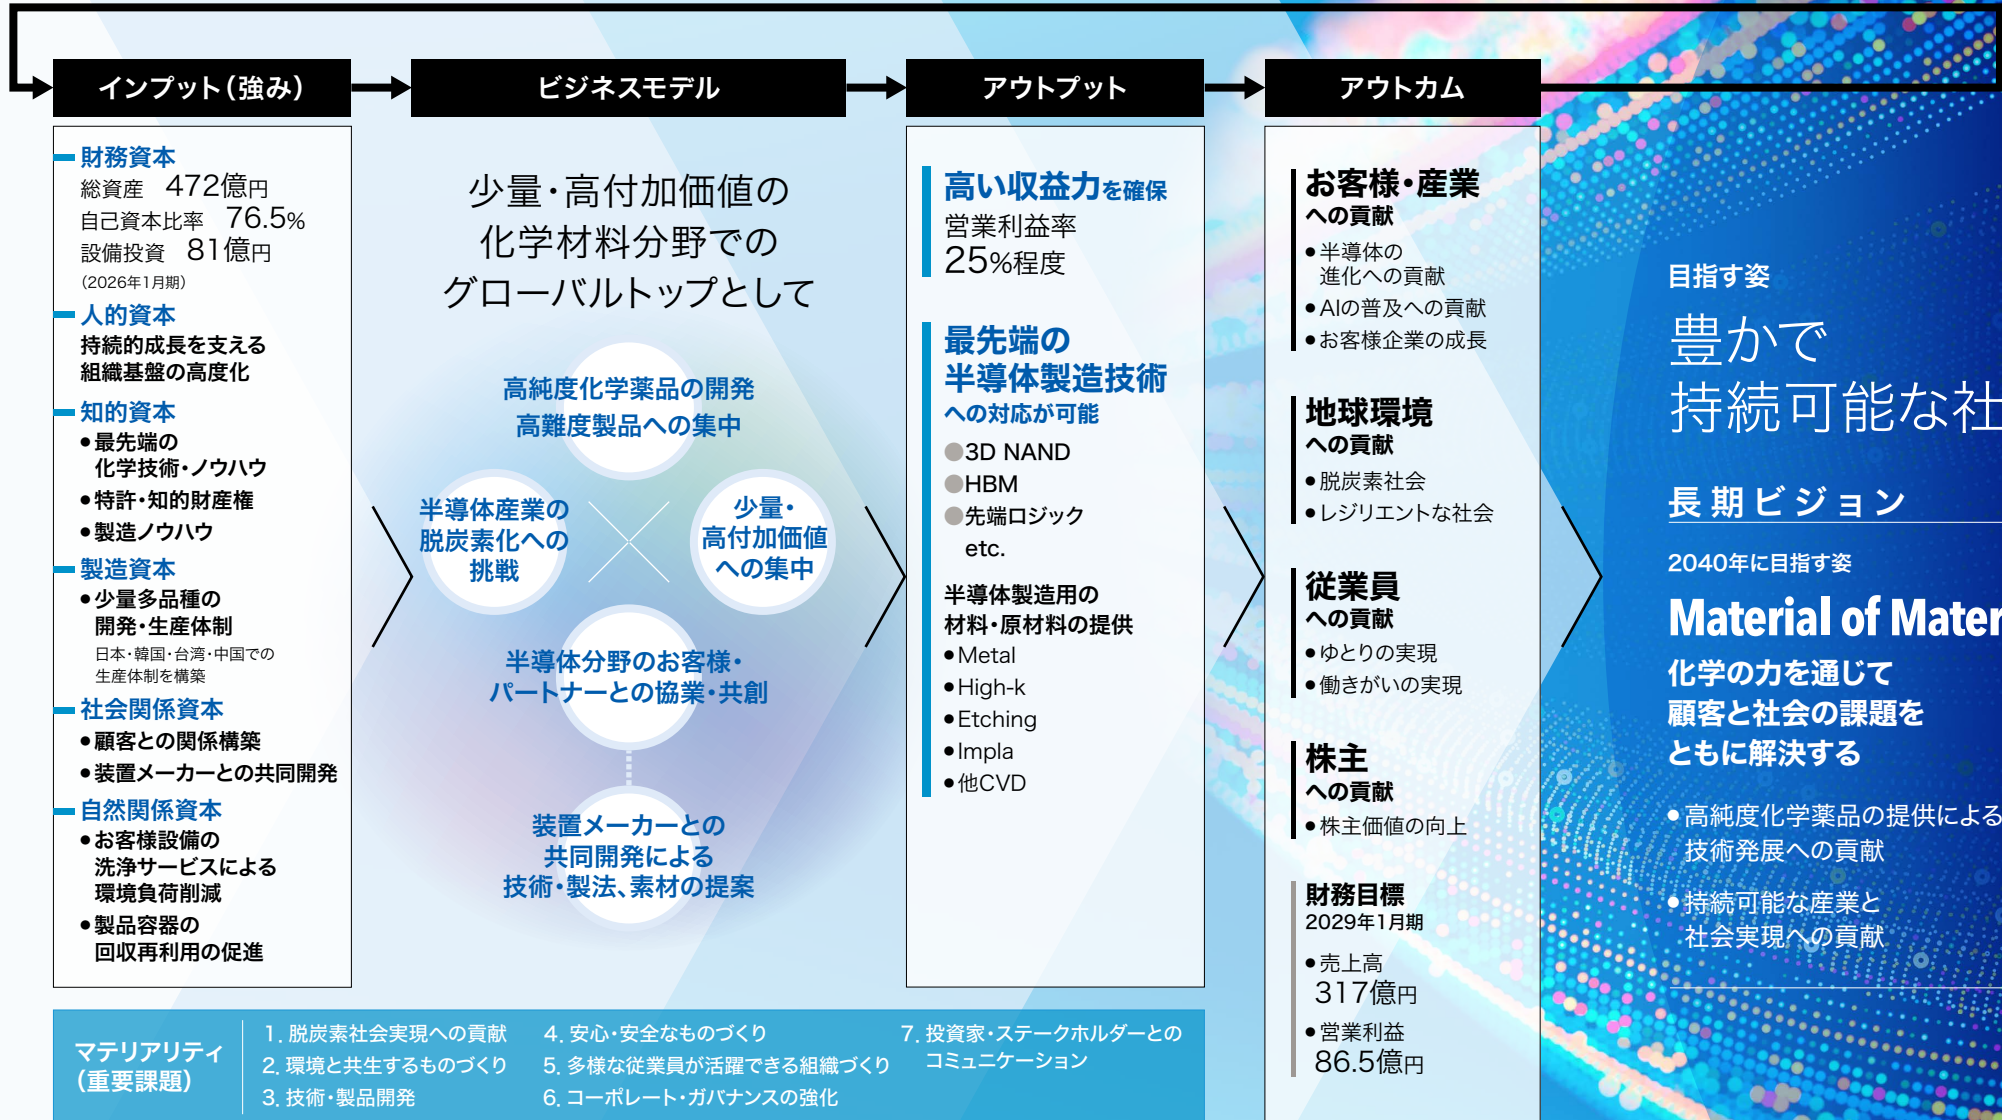 インプット（強み）
財務資本
総資産 472億円
自己資本比率 76.5%
設備投資 81億円
（2026年1月期）
人的資本
持続的成長を支える
組織基盤の高度化
知的資本
●最先端の
化学技術・ノウハウ
●特許・知的財産権
●製造ノウハウ
製造資本
●少量多品種の
開発・生産体制
日本・韓国・台湾・中国での
生産体制を構築
社会関係資本
●顧客との関係構築
●装置メーカーとの共同開発
自然関係資本
●お客様設備の
洗浄サービスによる
環境負荷削減
●製品容器の
回収再利用の促進
ビジネスモデル
少量・高付加価値の
化学材料分野での
グローバルトップとして
高純度化学薬品の開発
高難度製品への集中
半導体産業の
脱炭素化への
挑戦
少量・
高付加価値
への集中
半導体分野のお客様・
パートナーとの協業・共創
装置メーカーとの
共同開発による
技術・製法、素材の提案
アウトプット
高い収益力を確保
営業利益率
25%程度
最先端の
半導体製造技術
への対応が可能
●3D NAND
●HBM
●先端ロジック
etc.
半導体製造用の
材料・原材料の提供
●Metal
●High-k
●Etching
●Impla
●他CVD
アウトカム
お客様・産業
への貢献
●半導体の
進化への貢献
●AIの普及への貢献
●お客様企業の成長
地球環境
への貢献
●脱炭素社会
●レジリエントな社会
従業員
への貢献
●ゆとりの実現
●働きがいの実現
株主
への貢献
●株主価値の向上
財務目標
2029年1月期
●売上高
317億円
●営業利益
86.5億円
目指す姿
豊かで
持続可能な社
長期ビジョン
2040年に目指す姿
Material of Mater
化学の力を通じて
顧客と社会の課題を
ともに解決する
●高純度化学薬品の提供による
技術発展への貢献
●持続可能な産業と
社会実現への貢献
マテリアリティ
（重要課題）
1. 脱炭素社会実現への貢献
2. 環境と共生するものづくり
3. 技術・製品開発
4. 安心・安全なものづくり
5. 多様な従業員が活躍できる組織づくり
6. コーポレート・ガバナンスの強化
7. 投資家・ステークホルダーとの
コミュニケーション